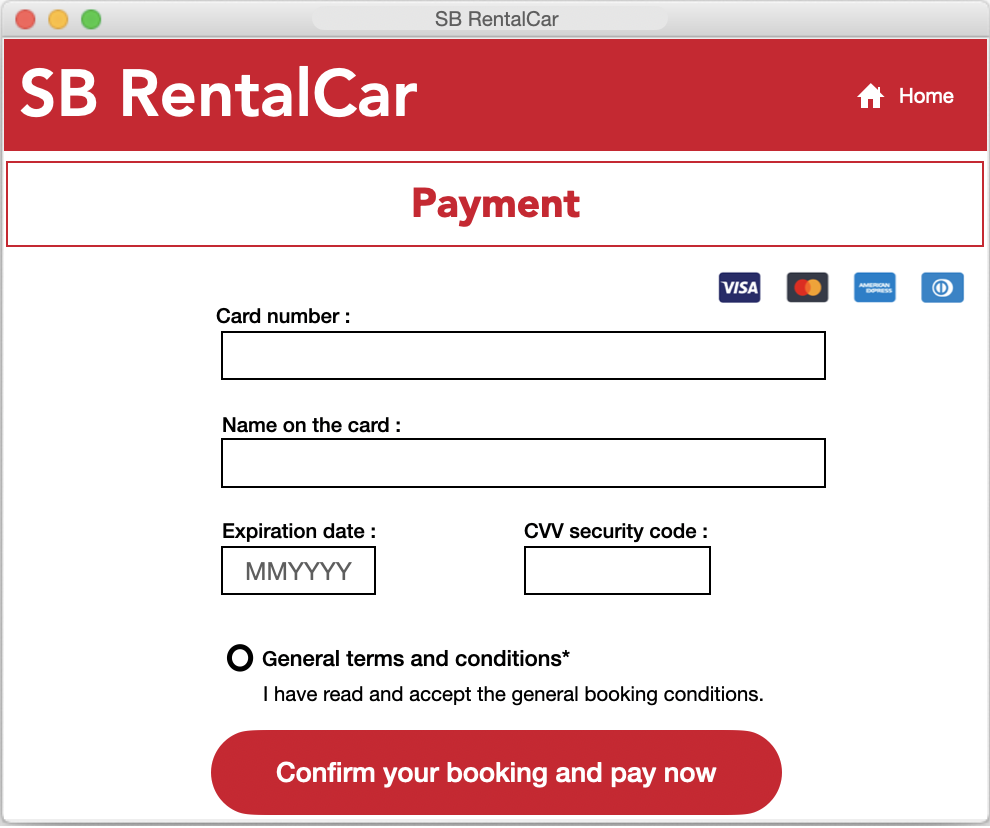 SB RentalCar
SB RentalCar
Home
Payment
VISA
AMERICAN
EXPRESS
Card number :
Name on the card :
Expiration date :
CVV security code :
MMYYYY
General terms and conditions*
I have read and accept the general booking conditions.
Confirm your booking and pay now